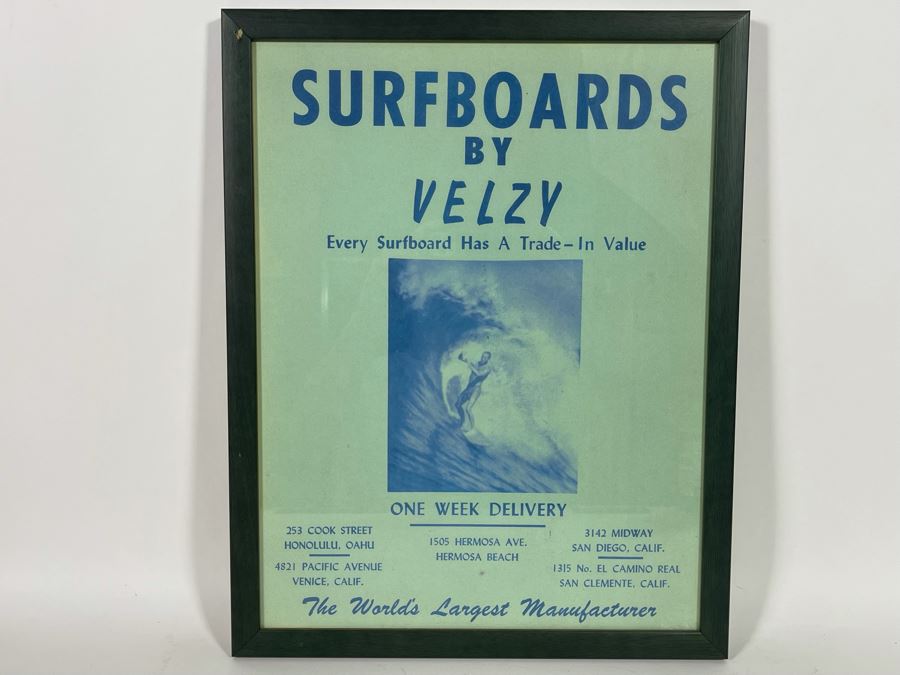 SURFBOARDS
BY
VELZY
Every Surfboard Has A Trade-In Value
ONE WEEK DELIVERY
253 COOK STREET
HONOLULU, OAHU
4821 PACIFIC AVENUE
VENICE, CALIF.
1505 HERMOSA AVE.
HERMOSA BEACH
3142 MIDWAY
SAN DIEGO, CALIF.
1315 No. EL CAMINO REAL
SAN CLEMENTE, CALIF.
The World's Largest Manufacturer